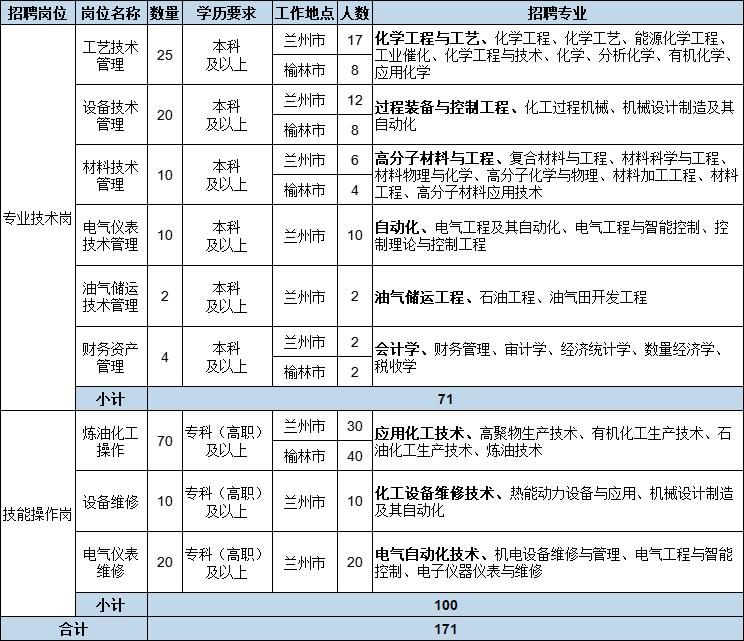 招聘岗位 岗位名称 数量 学历要求 工作地点 人数 招聘专业
专业技术岗
工艺技术
管理
25
本科
及以上
兰州市 17
榆林市 8
化学工程与工艺、化学工程、化学工艺、能源化学工程、
工业催化、化学工程与技术、化学、分析化学、有机化学、
应用化学
设备技术
管理
20
本科
及以上
兰州市 12
榆林市 8
过程装备与控制工程、化工过程机械、机械设计制造及其
自动化
材料技术
管理
10
本科
及以上
兰州市 6
榆林市 4
高分子材料与工程、复合材料与工程、材料科学与工程、
材料物理与化学、高分子化学与物理、材料加工工程、材料
工程、高分子材料应用技术
电气仪表
技术管理
10
本科
及以上
兰州市 10
自动化、电气工程及其自动化、电气工程与智能控制、控
制理论与控制工程
油气储运
技术管理
2
本科
及以上
兰州市 2
油气储运工程、石油工程、油气田开发工程
财务资产
管理
4
本科
及以上
兰州市 2
榆林市 2
会计学、财务管理、审计学、经济统计学、数量经济学、
税收学
小计 71
技能操作岗
炼油化工
操作
70
专科（高职）
及以上
兰州市 30
榆林市 40
应用化工技术、高聚物生产技术、有机化工生产技术、石
油化工生产技术、炼油技术
设备维修
10
专科（高职）
及以上
兰州市 10
化工设备维修技术、热能动力设备与应用、机械设计制造
及其自动化
电气仪表
维修
20
专科（高职）
及以上
兰州市 20
电气自动化技术、机电设备维修与管理、电气工程与智能
控制、电子仪器仪表与维修
小计 100
合计 171